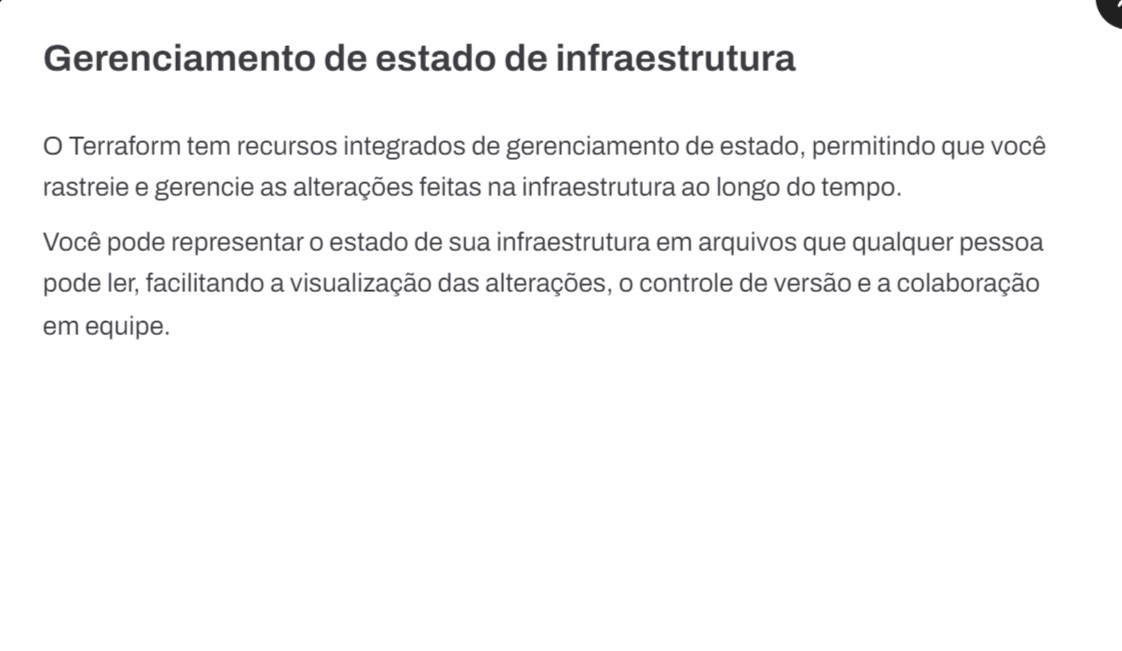 Gerenciamento de estado de infraestrutura
O Terraform tem recursos integrados de gerenciamento de estado, permitindo que você
rastreie e gerencie as alterações feitas na infraestrutura ao longo do tempo.
Você pode representar o estado de sua infraestrutura em arquivos que qualquer pessoa
pode ler, facilitando a visualização das alterações, o controle de versão e a colaboração
em equipe.